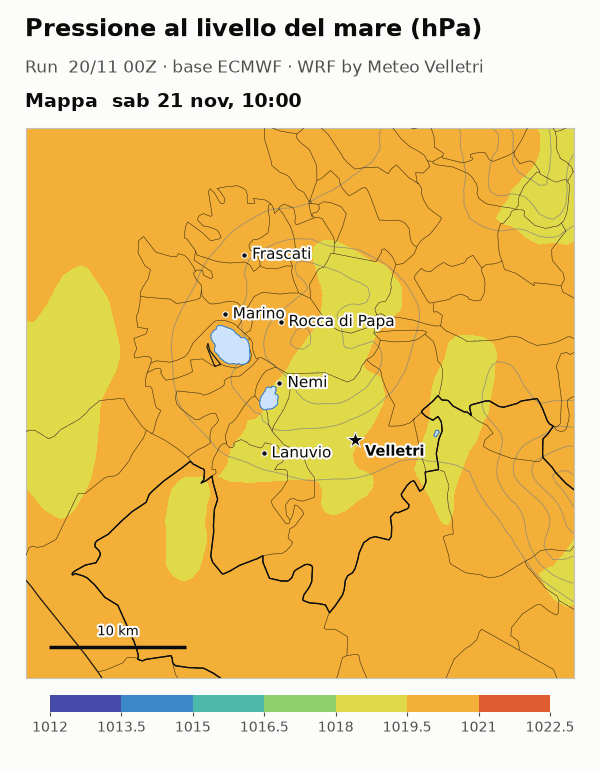 Pressione al livello del mare (hPa)
Run  20/11 00Z · base ECMWF · WRF by Meteo Velletri
Mappa  sab 21 nov, 10:00
Frascati
Marino
Rocca di Papa
Nemi
Velletri
Lanuvio
10 km
1012 1013.5 1015 1016.5 1018 1019.5 1021 1022.5